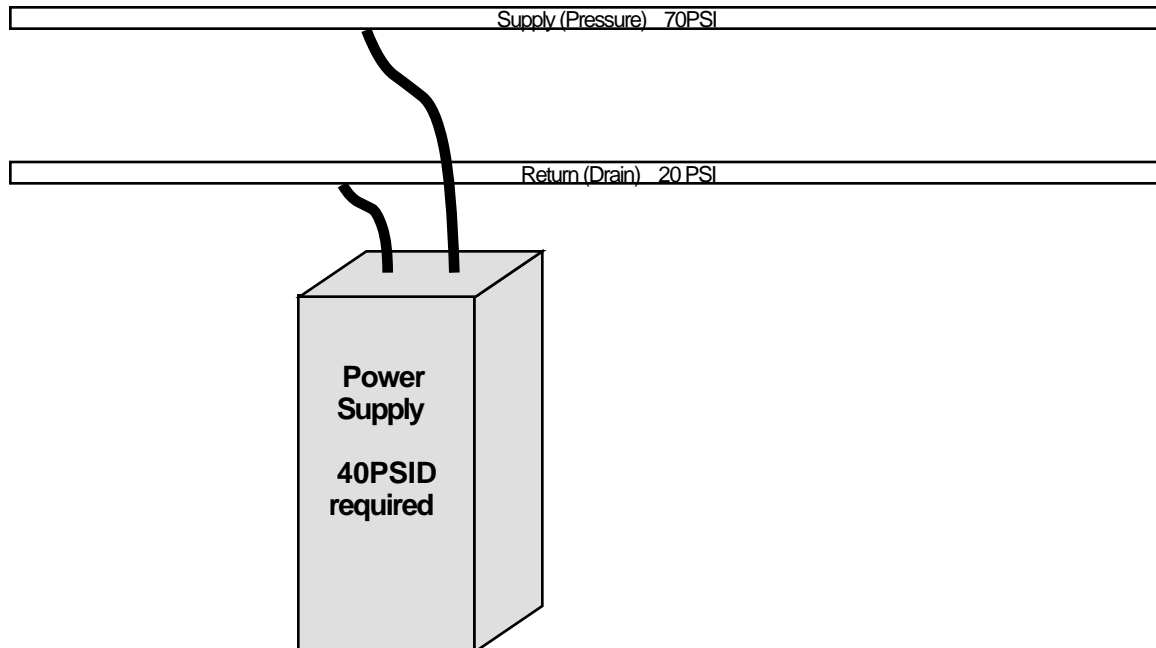 Supply (Pressure) 70PSI
Return (Drain) 20 PSI
Power
Supply
40PSID
required